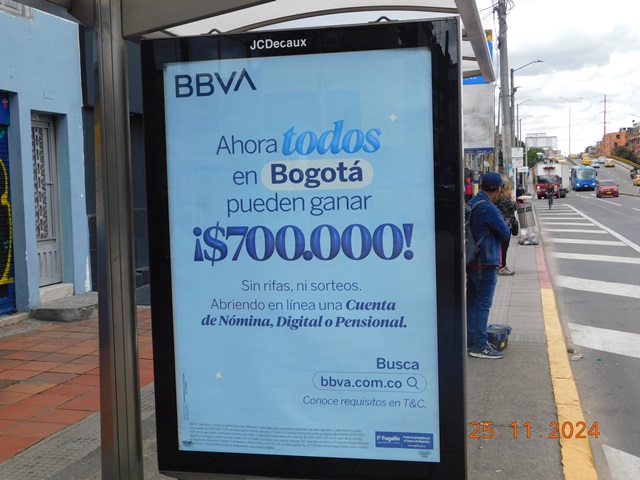 JCDecaux
BBVA
Ahora todos
en Bogotá
pueden ganar
¡$700.000!
Sin rifas, ni sorteos.
Abriendo en línea una Cuenta
de Nómina, Digital o Pensional.
Busca
bbva.com.co
Conoce requisitos en T&C.
Fogafín
25 11 2024